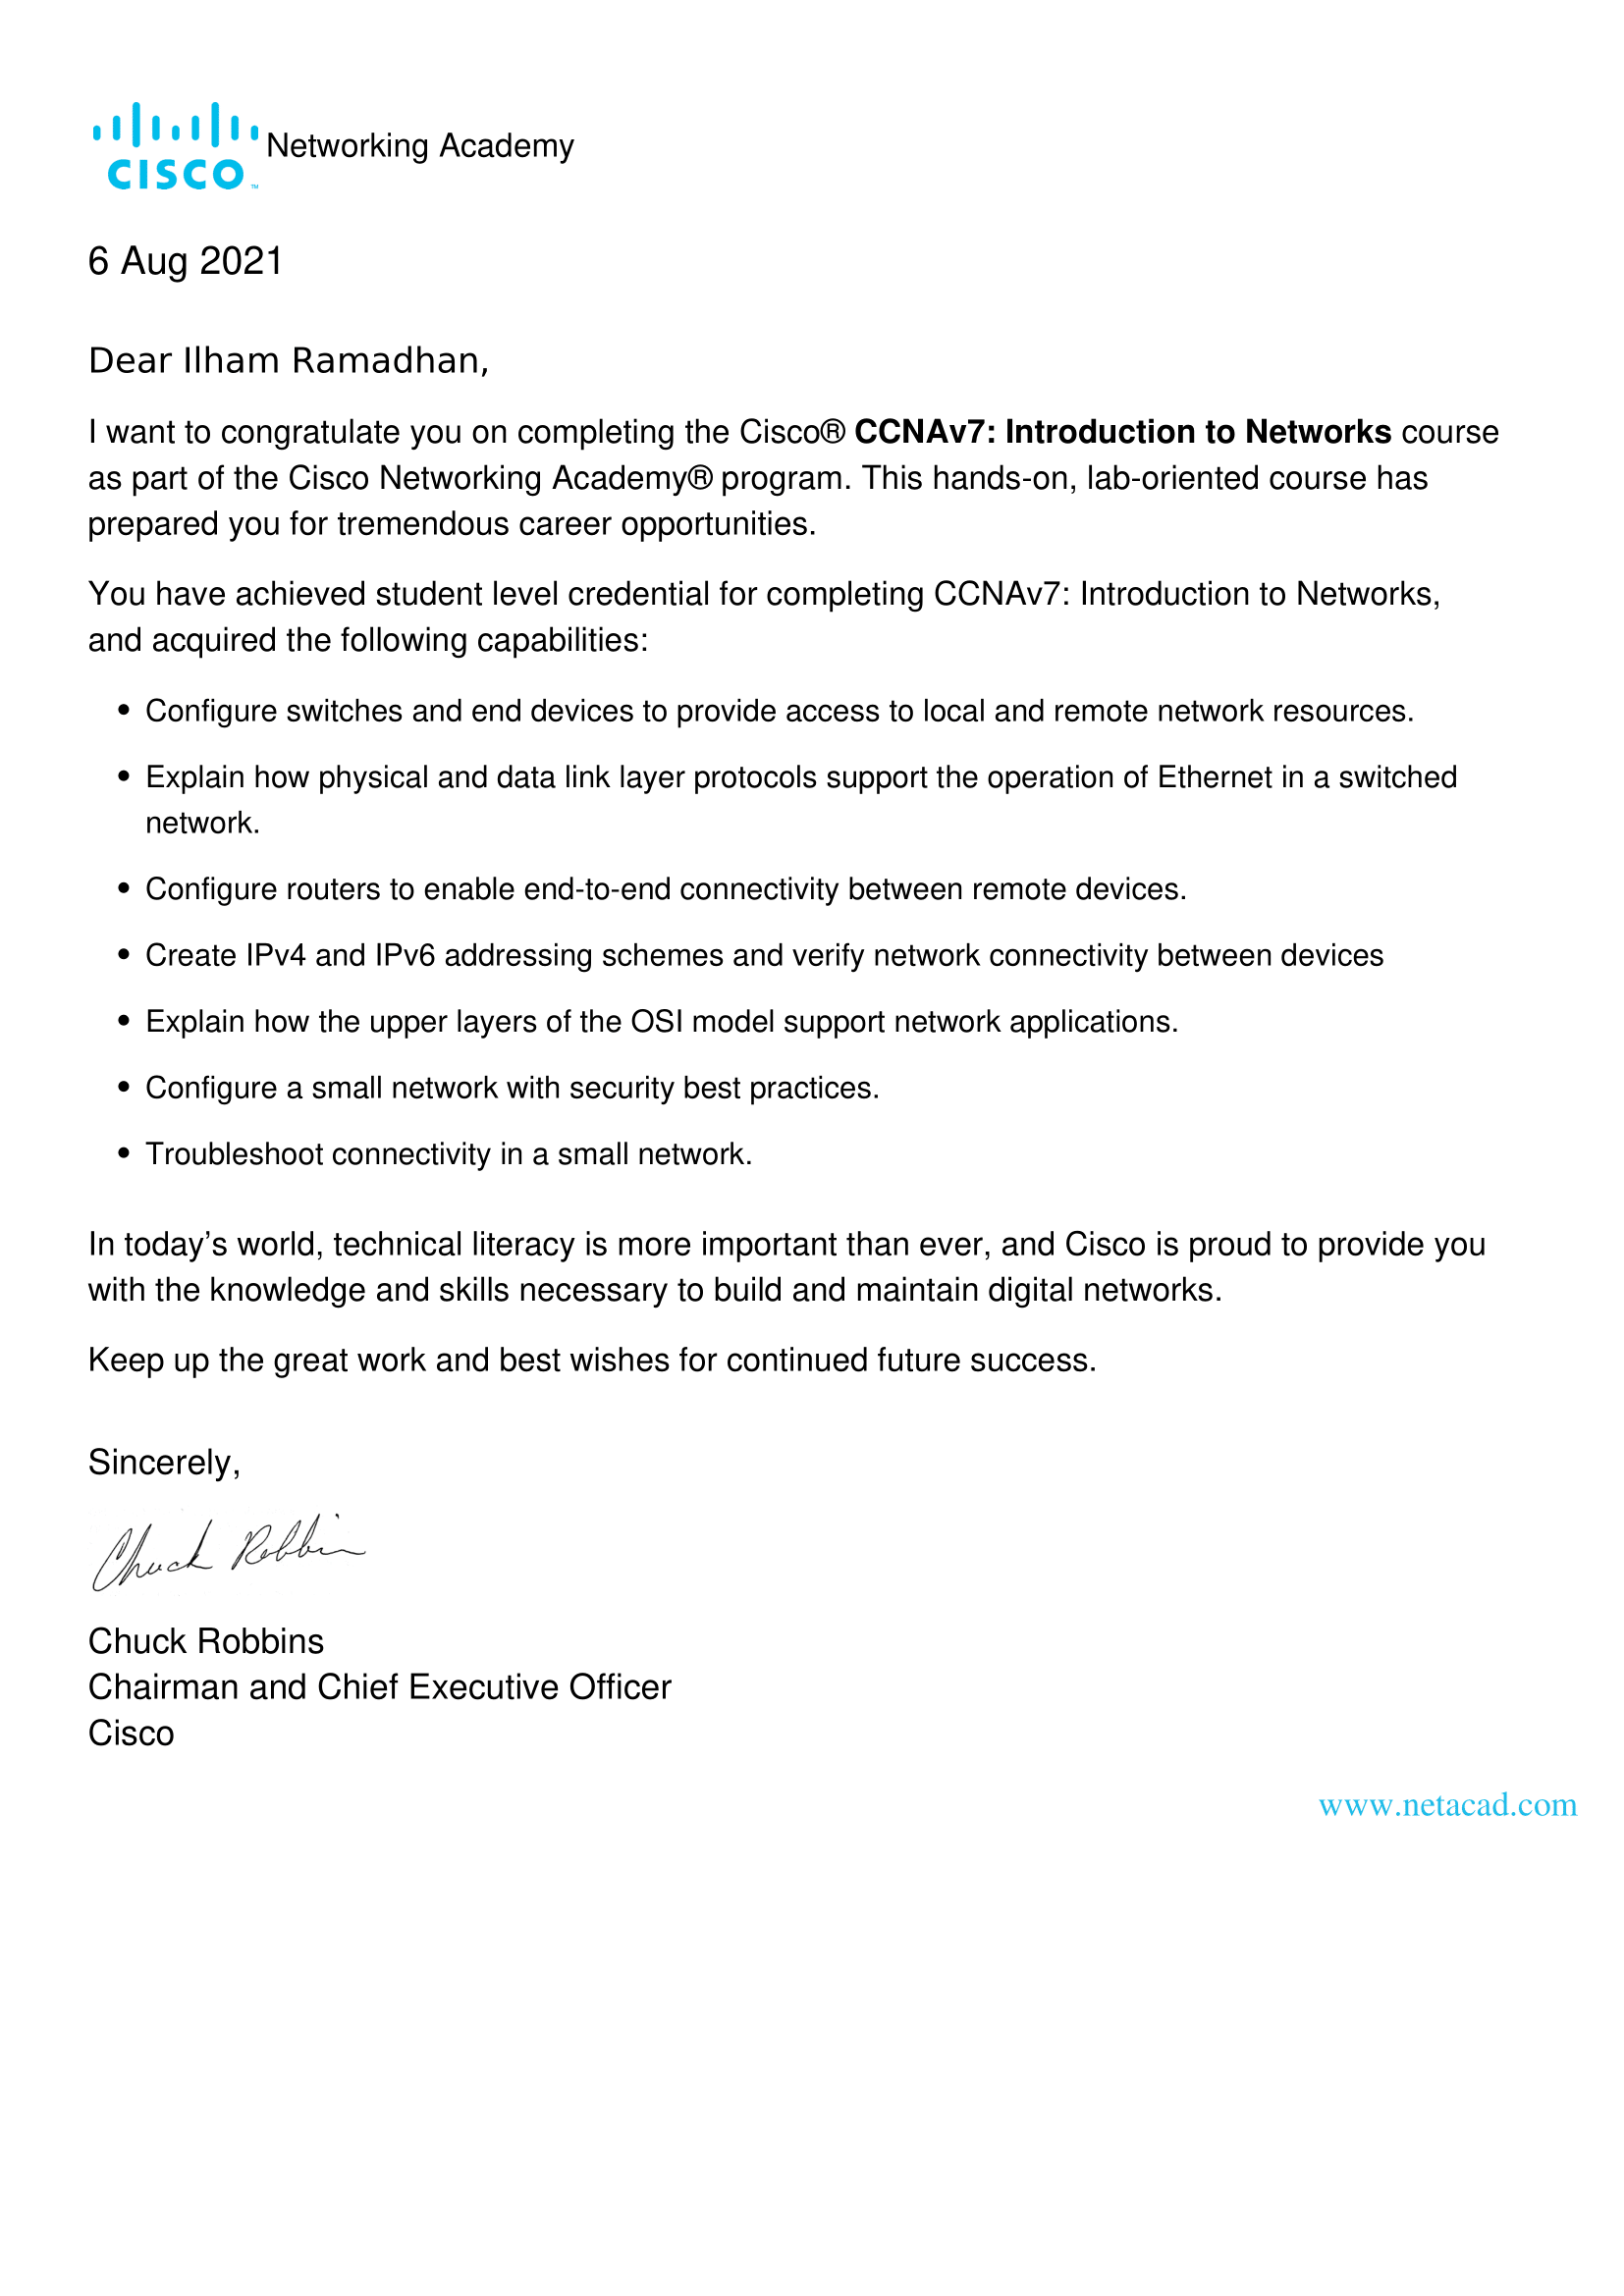 CISCO™ Networking Academy
6 Aug 2021
Dear Ilham Ramadhan,
I want to congratulate you on completing the Cisco® CCNAv7: Introduction to Networks course
as part of the Cisco Networking Academy® program. This hands-on, lab-oriented course has
prepared you for tremendous career opportunities.
You have achieved student level credential for completing CCNAv7: Introduction to Networks,
and acquired the following capabilities:
• Configure switches and end devices to provide access to local and remote network resources.
• Explain how physical and data link layer protocols support the operation of Ethernet in a switched
network.
• Configure routers to enable end-to-end connectivity between remote devices.
• Create IPv4 and IPv6 addressing schemes and verify network connectivity between devices
• Explain how the upper layers of the OSI model support network applications.
• Configure a small network with security best practices.
• Troubleshoot connectivity in a small network.
In today’s world, technical literacy is more important than ever, and Cisco is proud to provide you
with the knowledge and skills necessary to build and maintain digital networks.
Keep up the great work and best wishes for continued future success.
Sincerely,
Chuck Robbins
Chuck Robbins
Chairman and Chief Executive Officer
Cisco
www.netacad.com